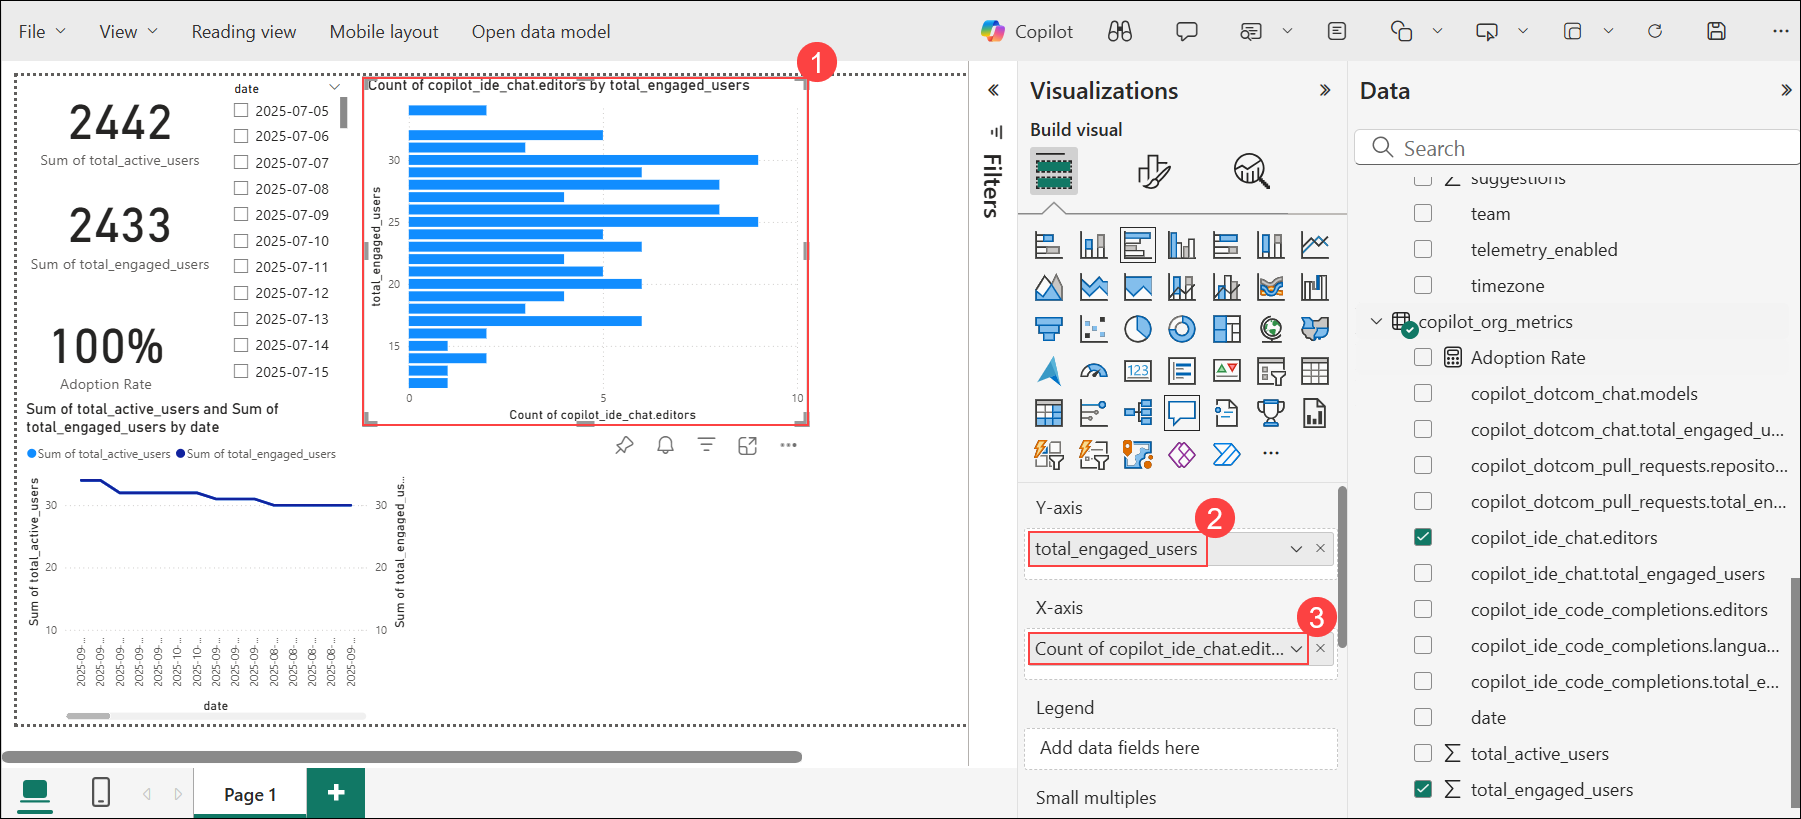 File
View
Reading view
Mobile layout
Open data model
Copilot
1
2442
Sum of total_active_users
2433
Sum of total_engaged_users
100%
Adoption Rate
date
2025-07-05
2025-07-06
2025-07-07
2025-07-08
2025-07-09
2025-07-10
2025-07-11
2025-07-12
2025-07-13
2025-07-14
2025-07-15
Count of copilot_ide_chat.editors by total_engaged_users
total_engaged_users
30
25
20
15
0
5
10
Count of copilot_ide_chat.editors
Sum of total_active_users and Sum of
total_engaged_users by date
Sum of total_active_users
Sum of total_engaged_users
Sum of total_active_users
30
20
10
30
20
10
Sum of total_engaged_us...
2025-09-...
2025-09-...
2025-09-...
2025-09-...
2025-09-...
2025-10-...
2025-10-...
2025-09-...
2025-09-...
2025-09-...
2025-08-...
2025-08-...
2025-08-...
2025-08-...
2025-09-...
date
Page 1
+
Filters
Visualizations
Build visual
123
...
Y-axis
2
total_engaged_users
X-axis
3
Count of copilot_ide_chat.edit...
Legend
Add data fields here
Small multiples
Data
Search
suggestions
team
telemetry_enabled
timezone
copilot_org_metrics
Adoption Rate
copilot_dotcom_chat.models
copilot_dotcom_chat.total_engaged_u...
copilot_dotcom_pull_requests.reposito...
copilot_dotcom_pull_requests.total_en...
copilot_ide_chat.editors
copilot_ide_chat.total_engaged_users
copilot_ide_code_completions.editors
copilot_ide_code_completions.langua...
copilot_ide_code_completions.total_e...
date
∑ total_active_users
∑ total_engaged_users